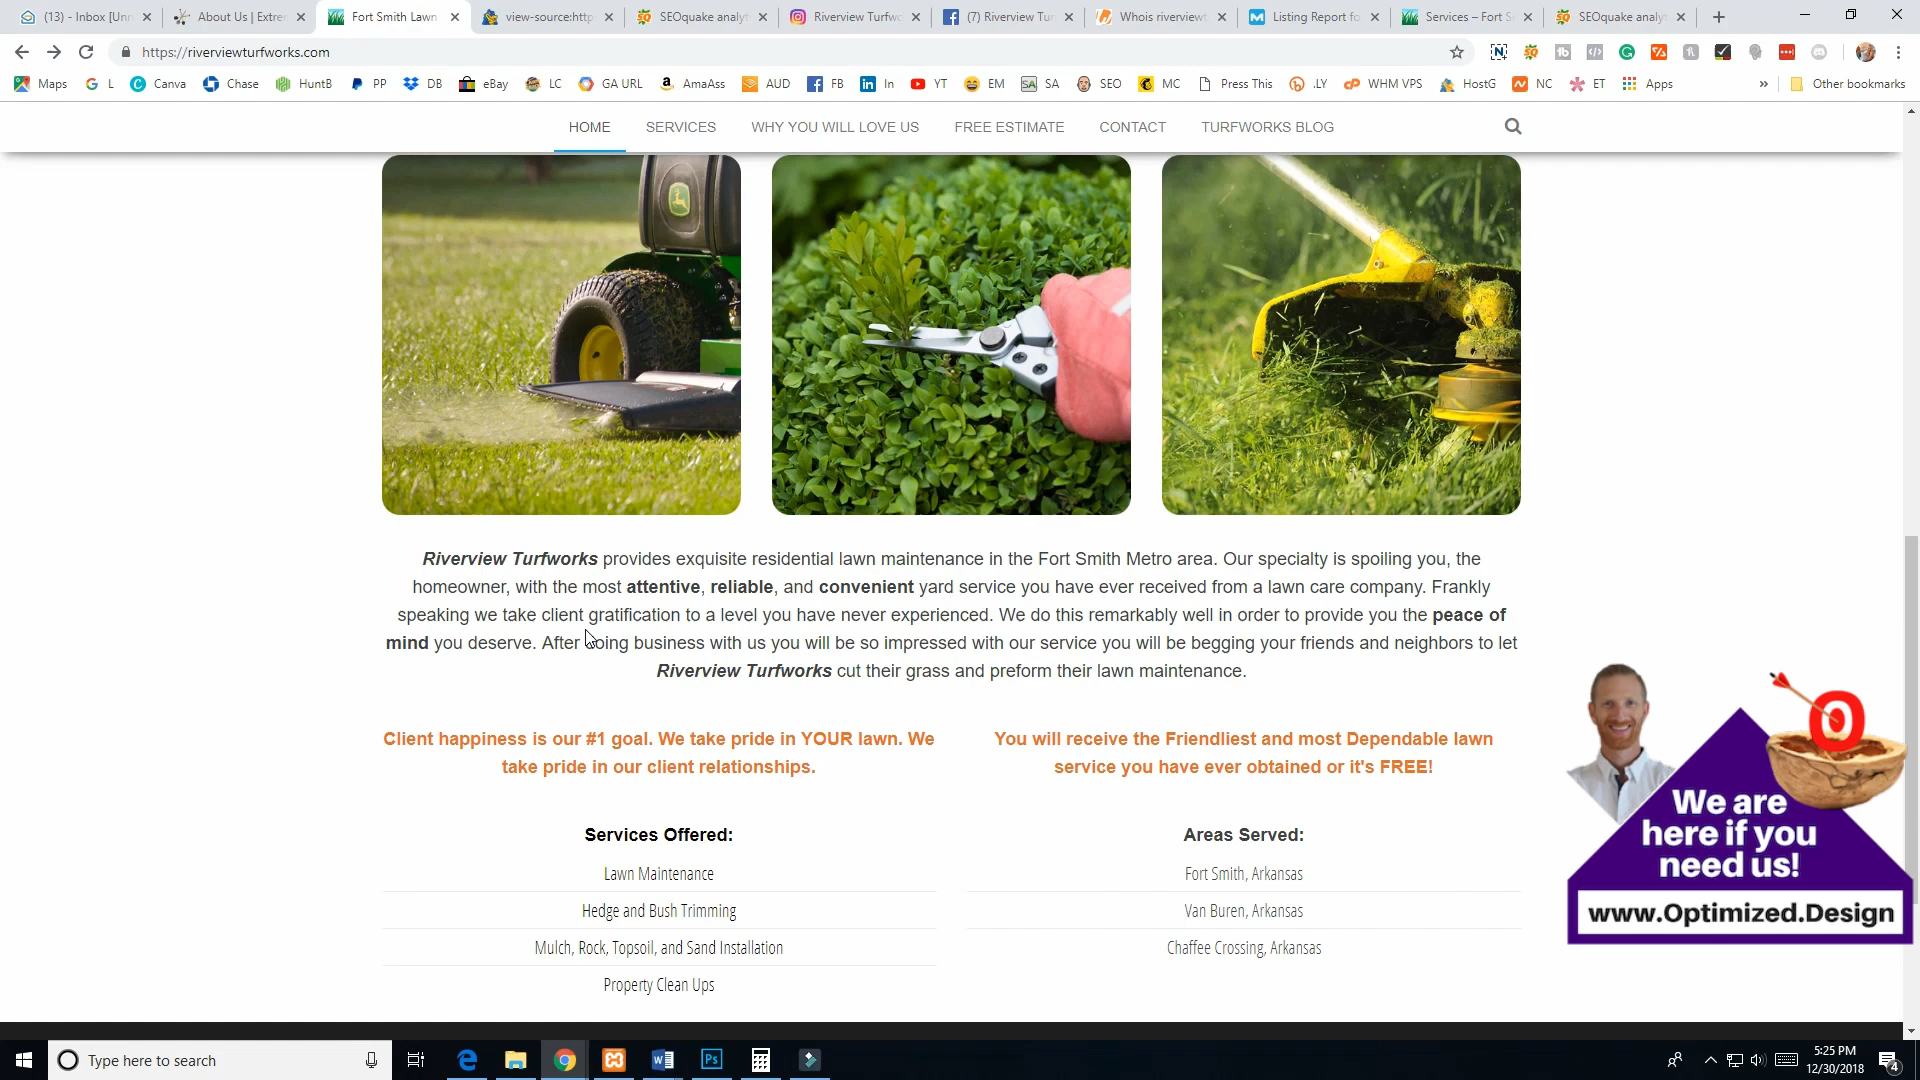 (13) - Inbox [Unr
About Us | Extre
Fort Smith Lawn
view-source:http
SEOquake analy
Riverview Turfw
(7) Riverview Tu
Whois riverview
Listing Report fo
Services – Fort S
SEOquake analy
https://riverviewturfworks.com
Maps
G L
Canva
Chase
HuntB
PP
DB
eBay
LC
GA URL
AmaAss
AUD
FB
In
YT
EM
SA
SEO
MC
Press This
.LY
WHM VPS
HostG
NC
ET
Apps
»
Other bookmarks
HOME
SERVICES
WHY YOU WILL LOVE US
FREE ESTIMATE
CONTACT
TURFWORKS BLOG
Riverview Turfworks provides exquisite residential lawn maintenance in the Fort Smith Metro area. Our specialty is spoiling you, the
homeowner, with the most attentive, reliable, and convenient yard service you have ever received from a lawn care company. Frankly
speaking we take client gratification to a level you have never experienced. We do this remarkably well in order to provide you the peace of
mind you deserve. After doing business with us you will be so impressed with our service you will be begging your friends and neighbors to let
Riverview Turfworks cut their grass and preform their lawn maintenance.
Client happiness is our #1 goal. We take pride in YOUR lawn. We
take pride in our client relationships.
You will receive the Friendliest and most Dependable lawn
service you have ever obtained or it's FREE!
Services Offered:
Lawn Maintenance
Hedge and Bush Trimming
Mulch, Rock, Topsoil, and Sand Installation
Property Clean Ups
Areas Served:
Fort Smith, Arkansas
Van Buren, Arkansas
Chaffee Crossing, Arkansas
We are
here if you
need us!
www.Optimized.Design
Type here to search
5:25 PM
12/30/2018
4